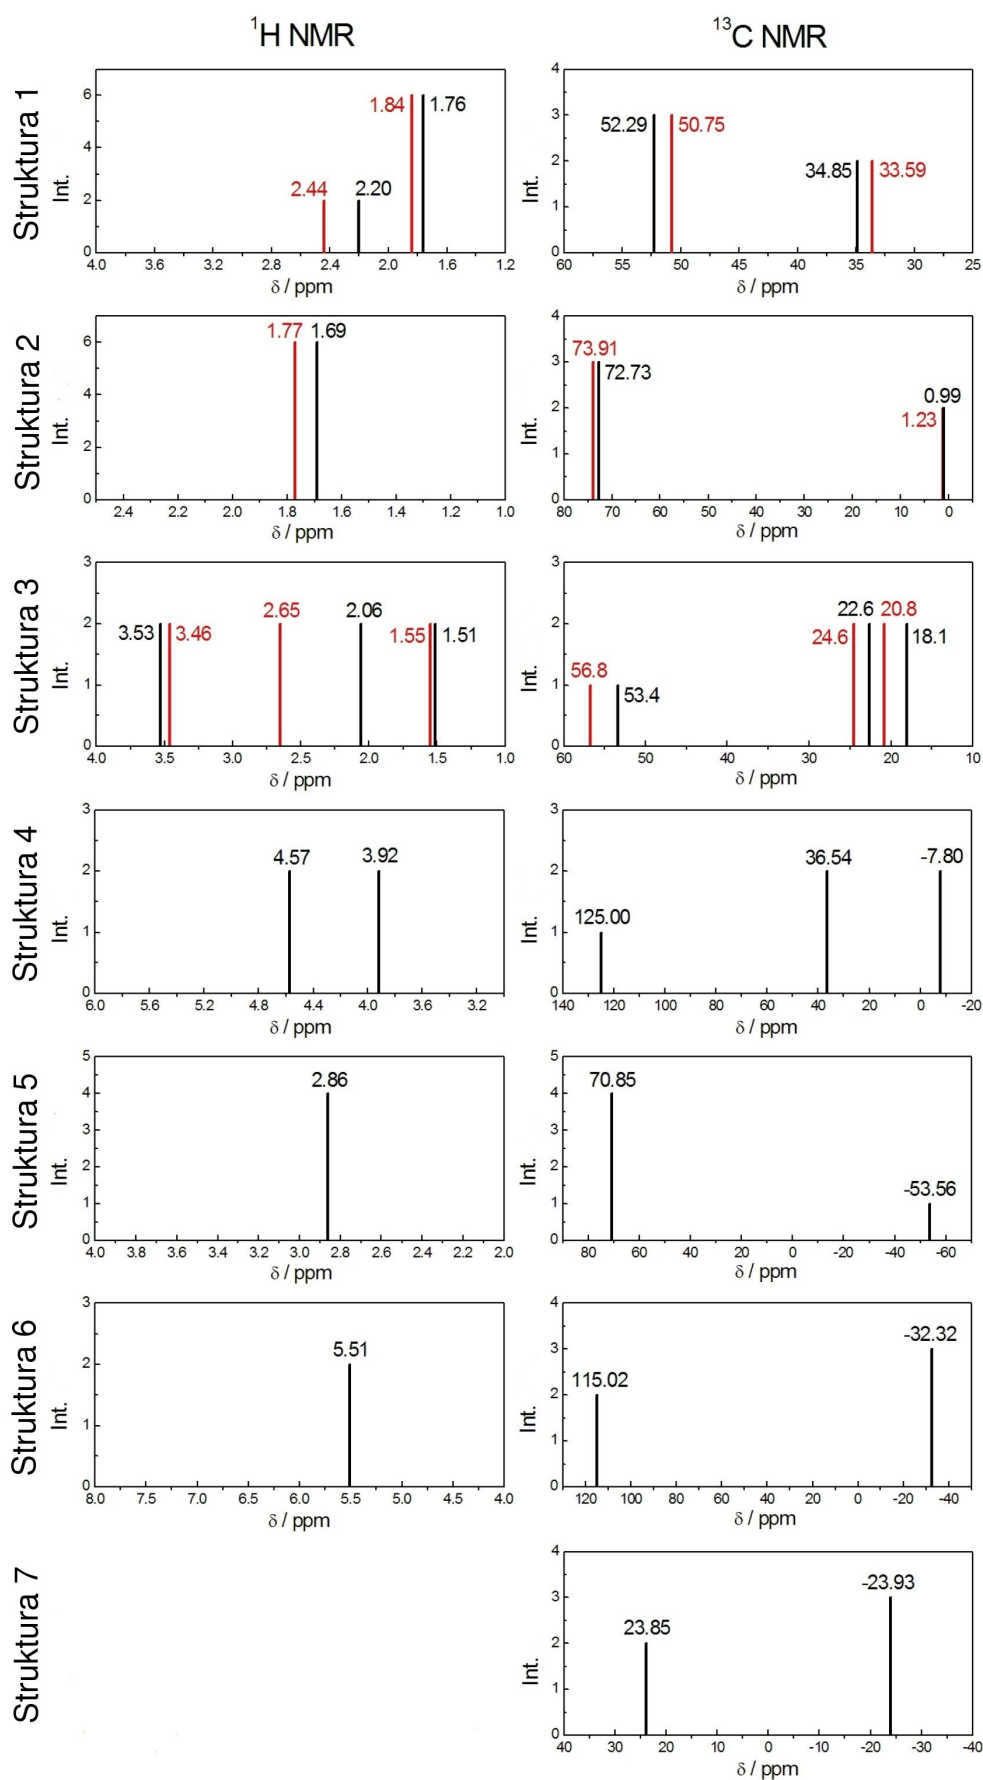 ¹H NMR
¹³C NMR
Struktura 1
Int.
6
4
2
0
1.84
1.76
2.44
2.20
4.0 3.6 3.2 2.8 2.4 2.0 1.6 1.2
δ / ppm
Int.
4
3
2
1
0
52.29
50.75
34.85
33.59
60 55 50 45 40 35 30 25
δ / ppm
Struktura 2
Int.
6
4
2
0
1.77
1.69
2.4 2.2 2.0 1.8 1.6 1.4 1.2 1.0
δ / ppm
Int.
4
3
2
1
0
73.91
72.73
0.99
1.23
80 70 60 50 40 30 20 10 0
δ / ppm
Struktura 3
Int.
3
2
1
0
3.53
3.46
2.65
2.06
1.55
1.51
4.0 3.5 3.0 2.5 2.0 1.5 1.0
δ / ppm
Int.
3
2
1
0
56.8
53.4
24.6
22.6
20.8
18.1
60 50 40 30 20 10
δ / ppm
Struktura 4
Int.
3
2
1
0
4.57
3.92
6.0 5.6 5.2 4.8 4.4 4.0 3.6 3.2
δ / ppm
Int.
3
2
1
0
125.00
36.54
-7.80
140 120 100 80 60 40 20 0 -20
δ / ppm
Struktura 5
Int.
5
4
3
2
1
0
2.86
4.0 3.8 3.6 3.4 3.2 3.0 2.8 2.6 2.4 2.2 2.0
δ / ppm
Int.
5
4
3
2
1
0
70.85
-53.56
80 60 40 20 0 -20 -40 -60
δ / ppm
Struktura 6
Int.
3
2
1
0
5.51
8.0 7.5 7.0 6.5 6.0 5.5 5.0 4.5 4.0
δ / ppm
Int.
4
3
2
1
0
115.02
-32.32
120 100 80 60 40 20 0 -20 -40
δ / ppm
Struktura 7
Int.
4
3
2
1
0
23.85
-23.93
40 30 20 10 0 -10 -20 -30 -40
δ / ppm